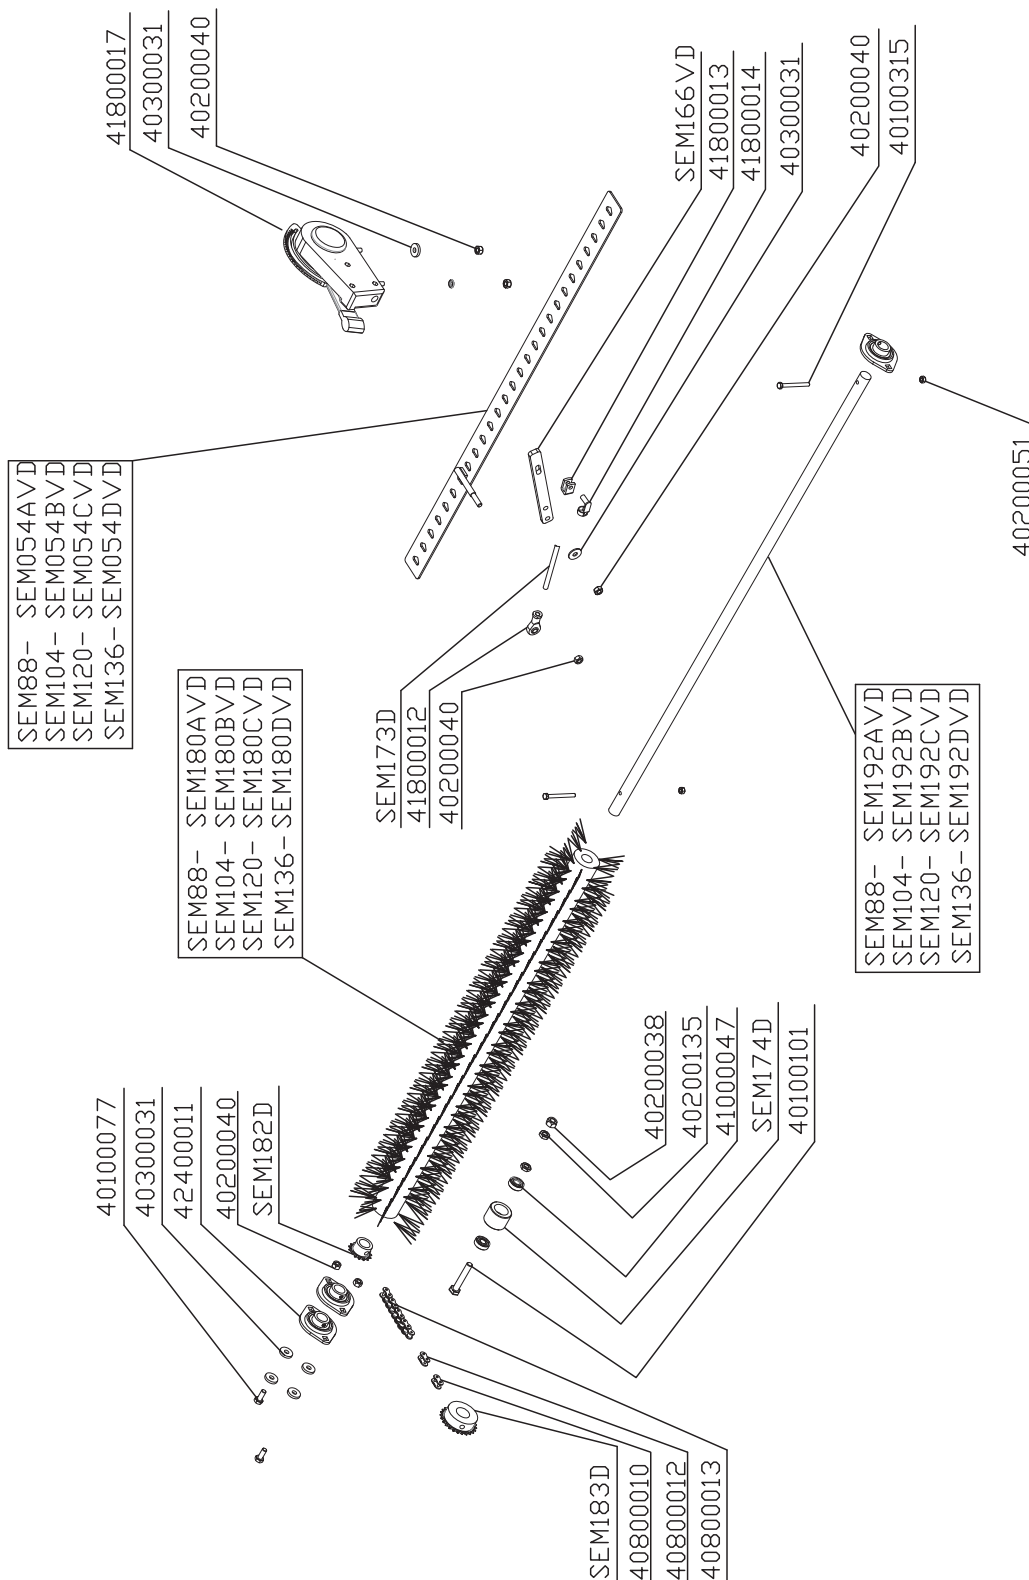 41800017
40300031
40200040
SEM166VD
41800013
41800014
40300031
40200040
40100315
40200051
SEM88- SEM054AVD
SEM104- SEM054BVD
SEM120- SEM054CVD
SEM136- SEM054DVD
SEM88- SEM180AVD
SEM104- SEM180BVD
SEM120- SEM180CVD
SEM136- SEM180DVD
SEM173D
41800012
40200040
SEM88- SEM192AVD
SEM104- SEM192BVD
SEM120- SEM192CVD
SEM136- SEM192DVD
40100077
40300031
42400011
40200040
SEM182D
40200038
40200135
41000047
SEM174D
40100101
SEM183D
40800010
40800012
40800013